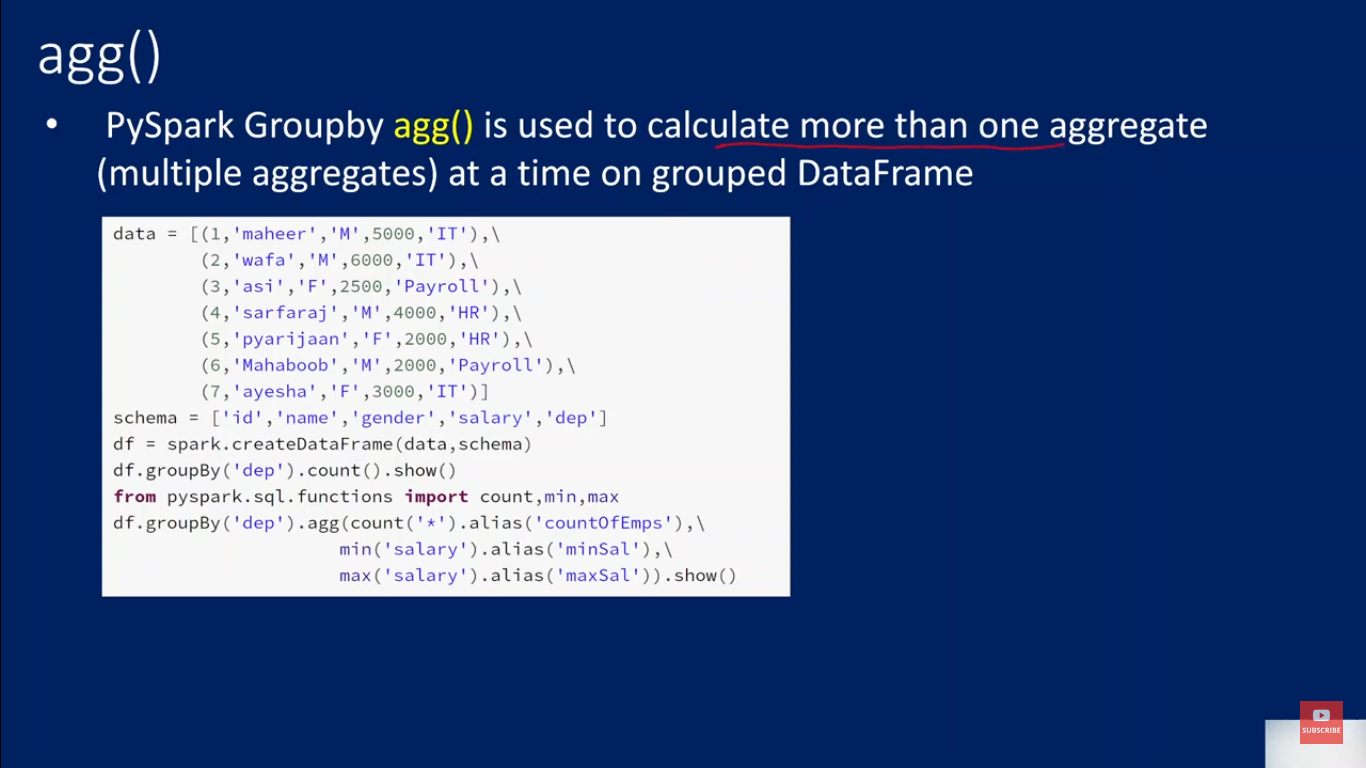 agg()
• PySpark Groupby agg() is used to calculate more than one aggregate
(multiple aggregates) at a time on grouped DataFrame
data = [(1,'maheer','M',5000,'IT'),\
(2,'wafa','M',6000,'IT'),\
(3,'asi','F',2500,'Payroll'),\
(4,'sarfaraj','M',4000,'HR'),\
(5,'pyarijaan','F',2000,'HR'),\
(6,'Mahaboob','M',2000,'Payroll'),\
(7,'ayesha','F',3000,'IT')]
schema = ['id','name','gender','salary','dep']
df = spark.createDataFrame(data,schema)
df.groupBy('dep').count().show()
from pyspark.sql.functions import count,min,max
df.groupBy('dep').agg(count('*').alias('countOfEmps'),\
min('salary').alias('minSal'),\
max('salary').alias('maxSal')).show()
SUBSCRIBE